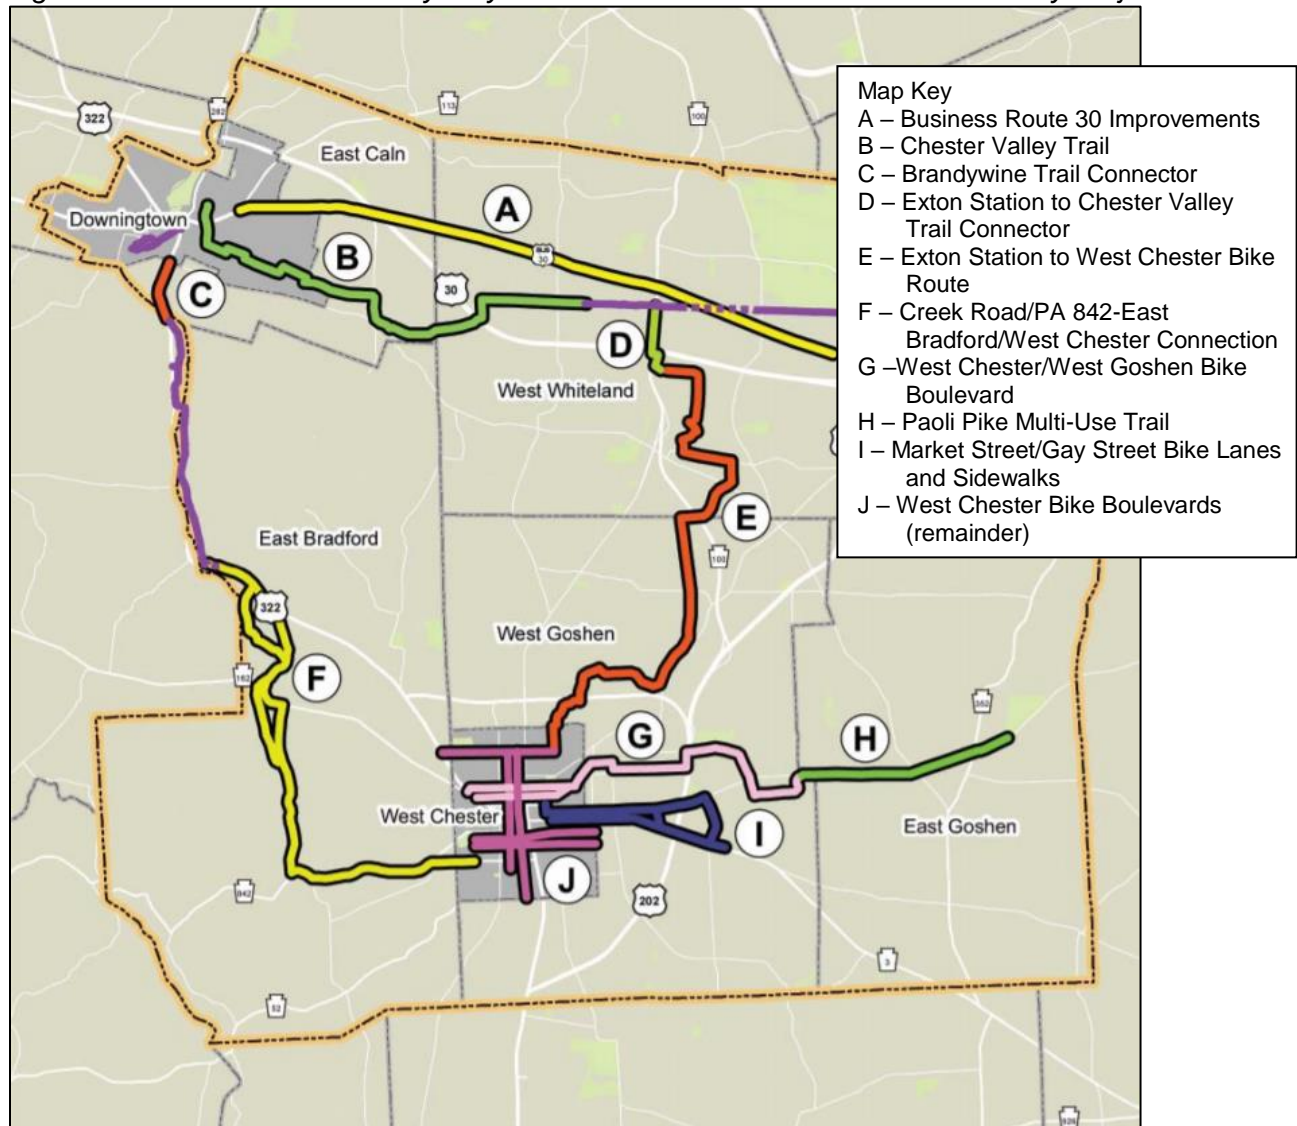 Map Key
A – Business Route 30 Improvements
B – Chester Valley Trail
C – Brandywine Trail Connector
D – Exton Station to Chester Valley
Trail Connector
E – Exton Station to West Chester Bike
Route
F – Creek Road/PA 842-East
Bradford/West Chester Connection
G –West Chester/West Goshen Bike
Boulevard
H – Paoli Pike Multi-Use Trail
I – Market Street/Gay Street Bike Lanes
and Sidewalks
J – West Chester Bike Boulevards
(remainder)
322
282
113
100
East Caln
Downingtown
A
BUS
30
B
30
C
D
West Whiteland
E
100
East Bradford
322
West Goshen
162
F
352
G
H
West Chester
East Goshen
I
J
842
202
3
52
926